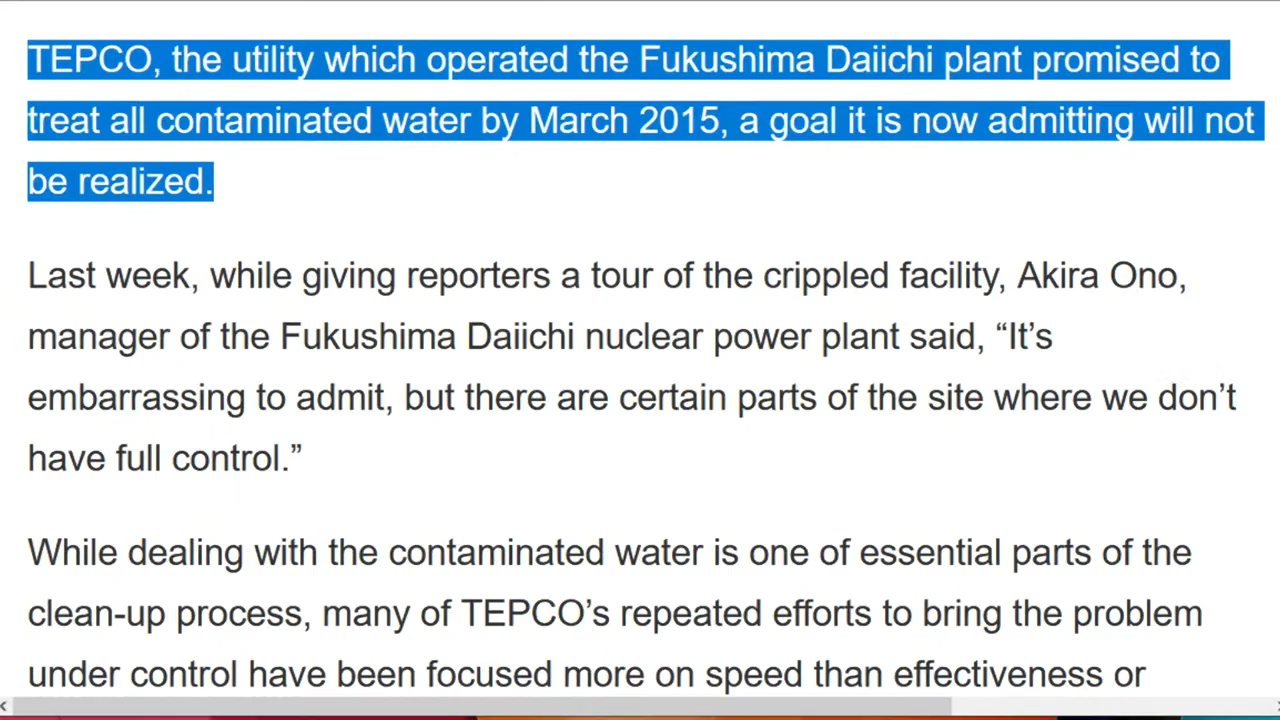 TEPCO, the utility which operated the Fukushima Daiichi plant promised to
treat all contaminated water by March 2015, a goal it is now admitting will not
be realized.
Last week, while giving reporters a tour of the crippled facility, Akira Ono,
manager of the Fukushima Daiichi nuclear power plant said, “It’s
embarrassing to admit, but there are certain parts of the site where we don’t
have full control.”
While dealing with the contaminated water is one of essential parts of the
clean-up process, many of TEPCO’s repeated efforts to bring the problem
under control have been focused more on speed than effectiveness or